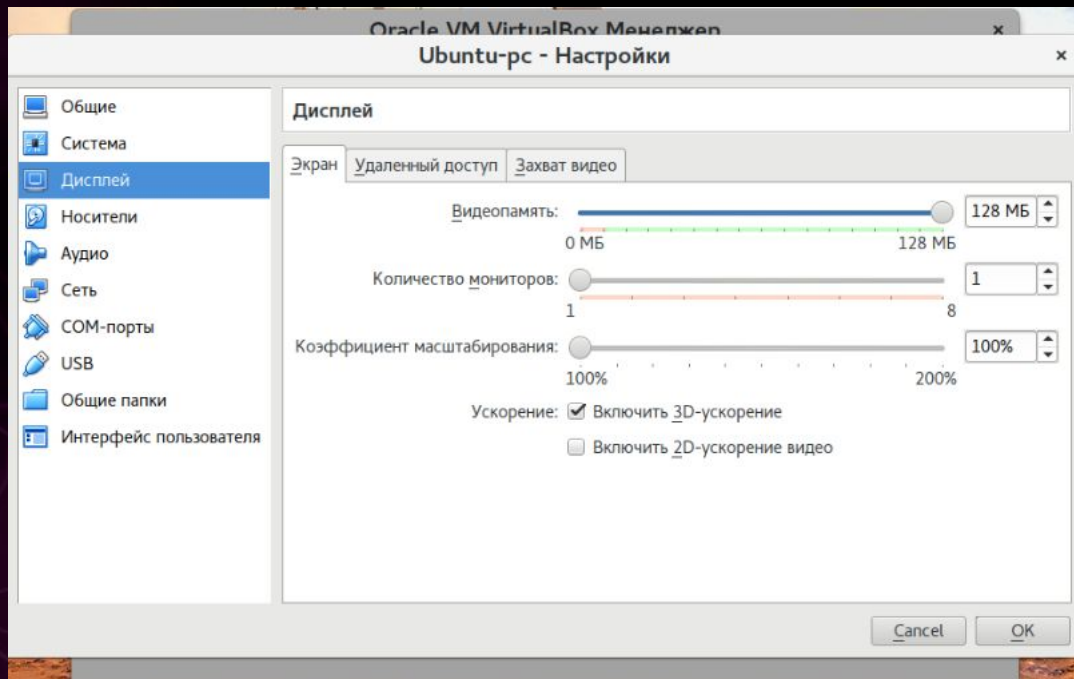 Oracle VM VirtualBox Менеджер
Ubuntu-pc - Настройки
Общие
Система
Дисплей
Носители
Аудио
Сеть
COM-порты
USB
Общие папки
Интерфейс пользователя
Дисплей
Экран Удаленный доступ Захват видео
Видеопамять: 128 МБ
0 МБ 128 МБ
Количество мониторов: 1
1 8
Коэффициент масштабирования: 100%
100% 200%
Ускорение: Включить 3D-ускорение
Включить 2D-ускорение видео
Cancel OK